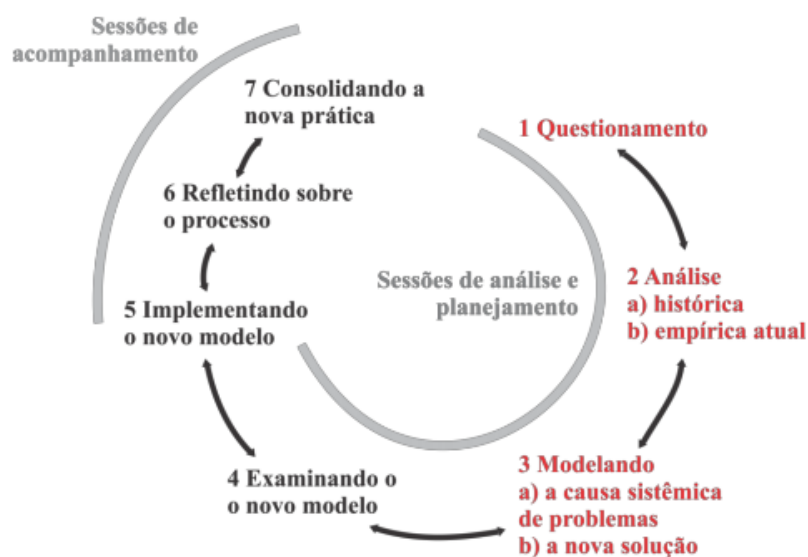 Sessões de
acompanhamento
7 Consolidando a
nova prática
1 Questionamento
6 Refletindo sobre
o processo
2 Análise
a) histórica
b) empírica atual
Sessões de análise e
planejamento
5 Implementando
o novo modelo
3 Modelando
a) a causa sistêmica
de problemas
b) a nova solução
4 Examinando o
o novo modelo